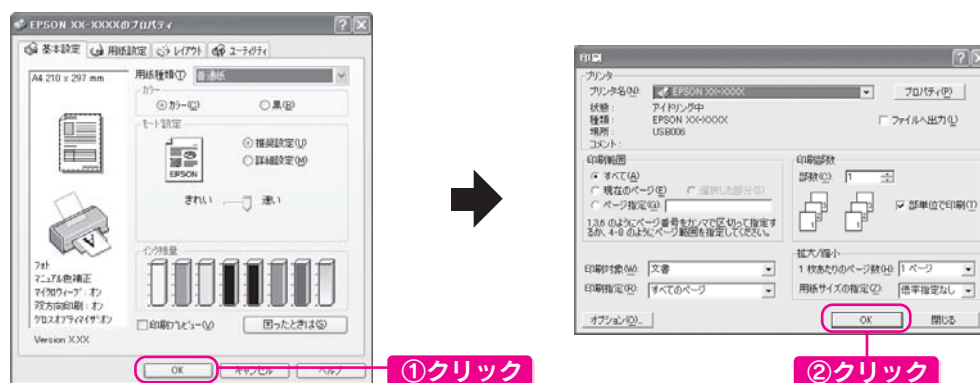 EPSON XX-XXXXのプロパティ
基本設定 用紙設定 レイアウト ユーティリティ
A4 210 x 297 mm
用紙種類(T) 普通紙
カラー
カラー(C) 黒(B)
モード設定
推奨設定(U)
詳細設定(M)
EPSON
きれい 速い
インク残量
フォト
マニュアル色補正
マイクロウィーブ: オン
双方向印刷: オン
クロスオプティマイザ:オン
印刷プレビュー(V) 困ったときは(S)
Version X.XX
OK キャンセル ヘルプ
①クリック
印刷
プリンタ
プリンタ名(N): EPSON XX-XXXX プロパティ(P)
状態: アイドリング中
種類: EPSON XX-XXXX ファイルへ出力(L)
場所: USB006
コメント:
印刷範囲
すべて(A)
現在のページ(E) 選択した部分(S)
ページ指定(G):
1,3,6 のようにページ番号をカンマで区切って指定す
るか、4-8 のようにページ範囲を指定してください。
印刷部数
部数(C): 1
部単位で印刷(T)
印刷対象(W): 文書
印刷指定(R): すべてのページ
拡大/縮小
1 枚あたりのページ数(H): 1 ページ
用紙サイズの指定(Z): 倍率指定なし
オプション(O)... OK 閉じる
②クリック